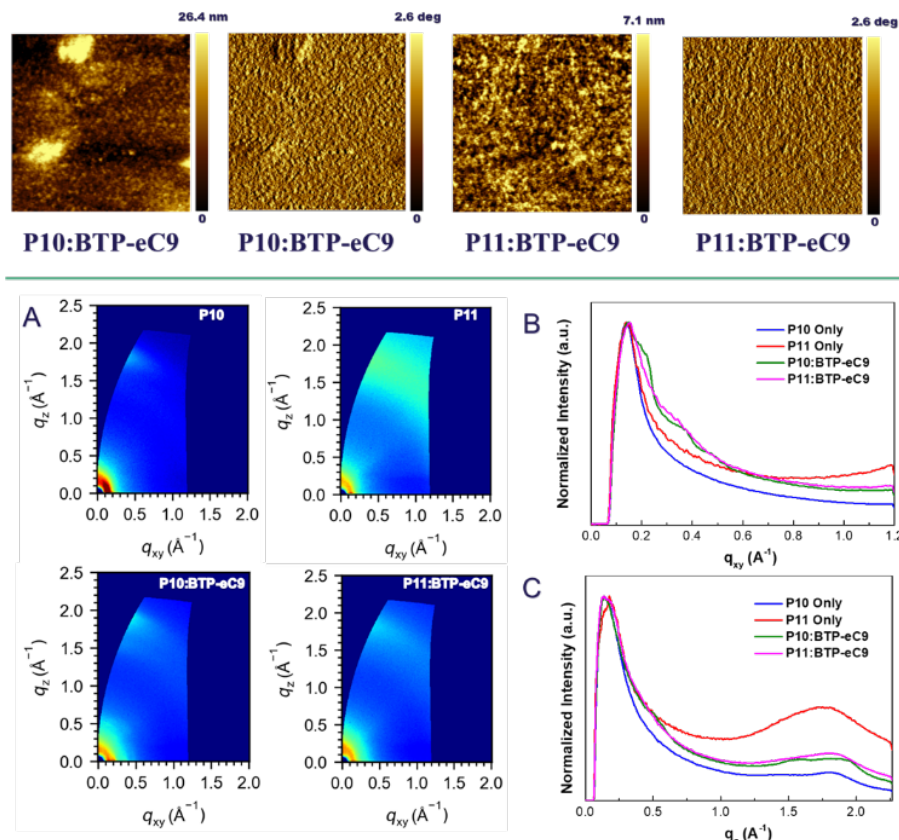 26.4 nm
2.6 deg
7.1 nm
2.6 deg
0
0
0
0
P10:BTP-eC9
P10:BTP-eC9
P11:BTP-eC9
P11:BTP-eC9
A
P10
2.5
2.0
1.5
1.0
0.5
0.0
qz (Å−1)
0.0 0.5 1.0 1.5 2.0
qxy (Å−1)
P11
2.5
2.0
1.5
1.0
0.5
0.0
qz (Å−1)
0.0 0.5 1.0 1.5 2.0
qxy (Å−1)
B
Normalized Intensity (a.u.)
P10 Only
P11 Only
P10:BTP-eC9
P11:BTP-eC9
0.0 0.2 0.4 0.6 0.8 1.0 1.2
qxy (A-1)
P10:BTP-eC9
2.5
2.0
1.5
1.0
0.5
0.0
qz (Å−1)
0.0 0.5 1.0 1.5 2.0
qxy (Å−1)
P11:BTP-eC9
2.5
2.0
1.5
1.0
0.5
0.0
qz (Å−1)
0.0 0.5 1.0 1.5 2.0
qxy (Å−1)
C
Normalized Intensity (a.u.)
P10 Only
P11 Only
P10:BTP-eC9
P11:BTP-eC9
0.0 0.5 1.0 1.5 2.0
(A-1)